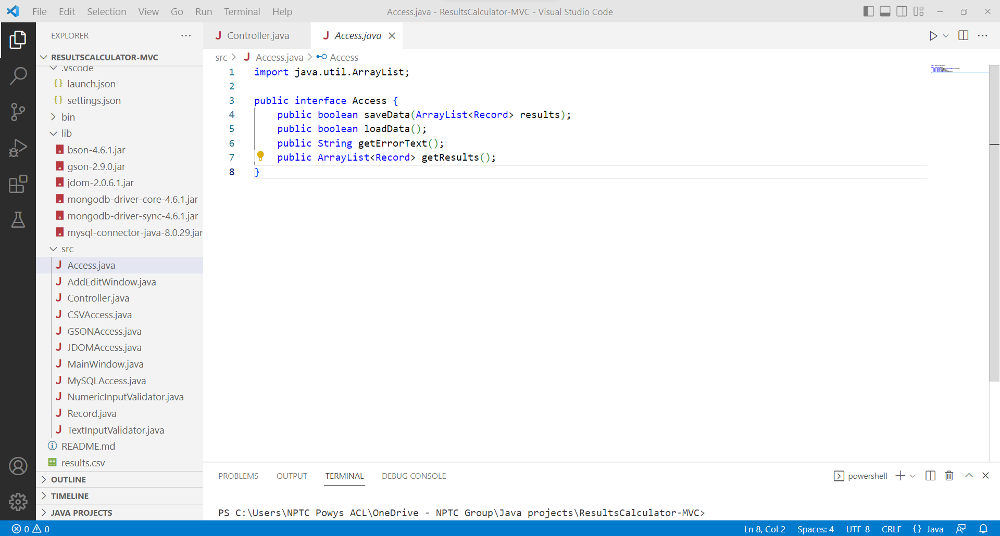 File Edit Selection View Go Run Terminal Help
Access.java - ResultsCalculator-MVC - Visual Studio Code
EXPLORER
RESULTSCALCULATOR-MVC
.vscode
launch.json
settings.json
bin
lib
bson-4.6.1.jar
gson-2.9.0.jar
jdom-2.0.6.1.jar
mongodb-driver-core-4.6.1.jar
mongodb-driver-sync-4.6.1.jar
mysql-connector-java-8.0.29.jar
src
Access.java
AddEditWindow.java
Controller.java
CSVAccess.java
GSONAccess.java
JDOMAccess.java
MainWindow.java
MySQLAccess.java
NumericInputValidator.java
Record.java
TextInputValidator.java
README.md
results.csv
OUTLINE
TIMELINE
JAVA PROJECTS
Controller.java Access.java
src > Access.java > Access
1 import java.util.ArrayList;
2
3 public interface Access {
4 public boolean saveData(ArrayList<Record> results);
5 public boolean loadData();
6 public String getErrorText();
7 public ArrayList<Record> getResults();
8 }
PROBLEMS OUTPUT TERMINAL DEBUG CONSOLE
powershell
PS C:\Users\NPTC Powys ACL\OneDrive - NPTC Group\Java projects\ResultsCalculator-MVC>
0 0
Ln 8, Col 2 Spaces: 4 UTF-8 CRLF {} Java